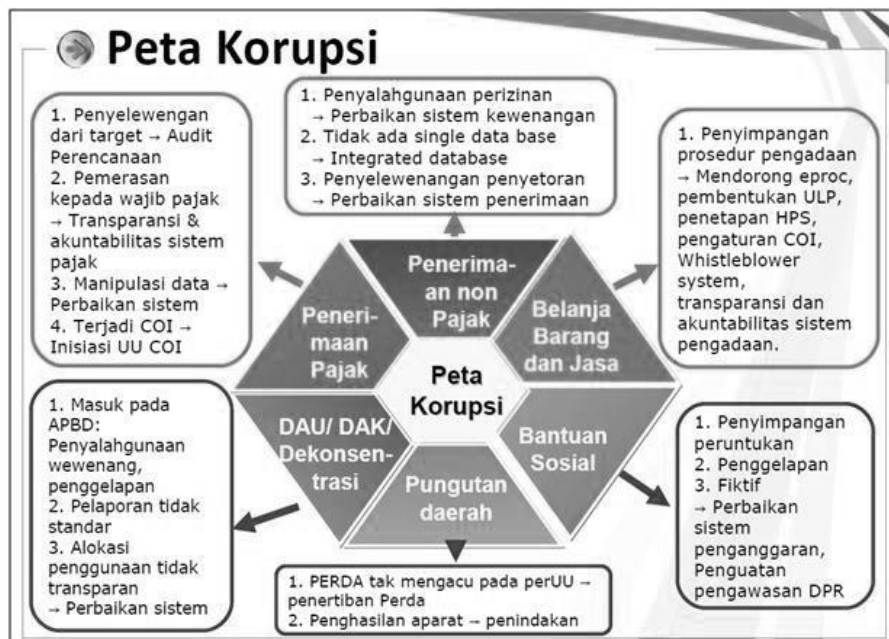 Peta Korupsi
1. Penyelewengan
dari target → Audit
Perencanaan
2. Pemerasan
kepada wajib pajak
→ Transparansi &
akuntabilitas sistem
pajak
3. Manipulasi data →
Perbaikan sistem
4. Terjadi COI →
Inisiasi UU COI
1. Penyalahgunaan perizinan
→ Perbaikan sistem kewenangan
2. Tidak ada single data base
→ Integrated database
3. Penyelewenangan penyetoran
→ Perbaikan sistem penerimaan
1. Penyimpangan
prosedur pengadaan
→ Mendorong eproc,
pembentukan ULP,
penetapan HPS,
pengaturan COI,
Whistleblower
system,
transparansi dan
akuntabilitas sistem
pengadaan.
Penerima-
an non
Pajak
Peneri-
maan
Pajak
Belanja
Barang
dan Jasa
Peta
Korupsi
DAU/ DAK/
Dekonsen-
trasi
Bantuan
Sosial
Pungutan
daerah
1. Masuk pada
APBD:
Penyalahgunaan
wewenang,
penggelapan
2. Pelaporan tidak
standar
3. Alokasi
penggunaan tidak
transparan
→ Perbaikan sistem
1. PERDA tak mengacu pada perUU →
penertiban Perda
2. Penghasilan aparat → penindakan
1. Penyimpangan
peruntukan
2. Penggelapan
3. Fiktif
→ Perbaikan
sistem
penganggaran,
Penguatan
pengawasan DPR